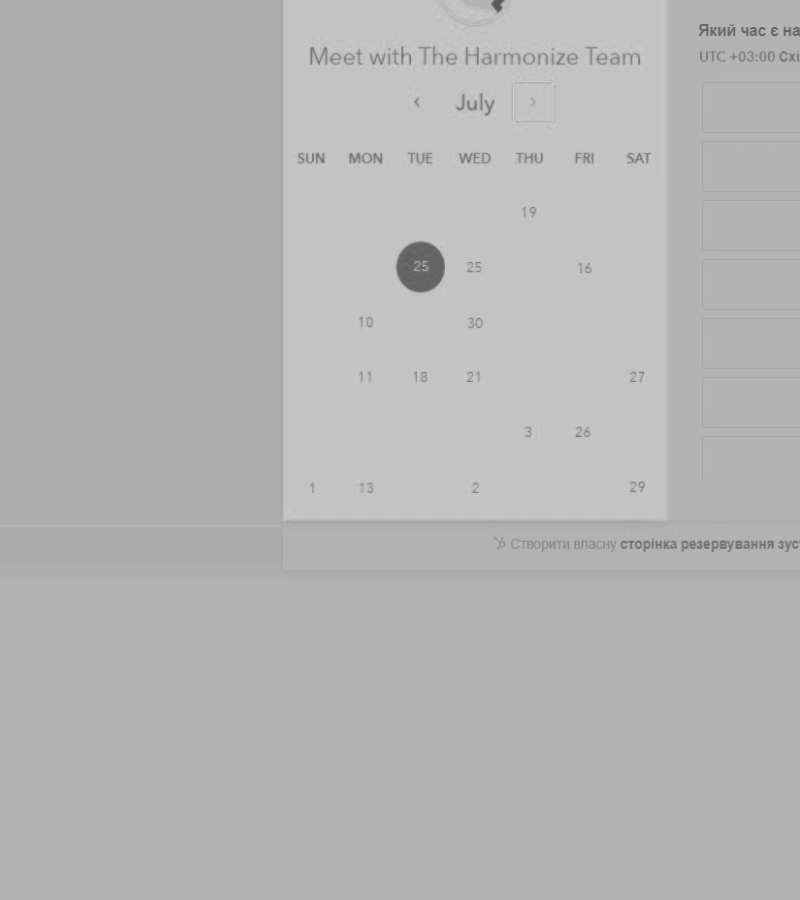 Meet with The Harmonize Team
‹ July ›
SUN MON TUE WED THU FRI SAT
19
25 25 16
10 30
11 18 21 27
3 26
1 13 2 29
Який час є на
UTC +03:00 Схі
Створити власну сторінка резервування зус